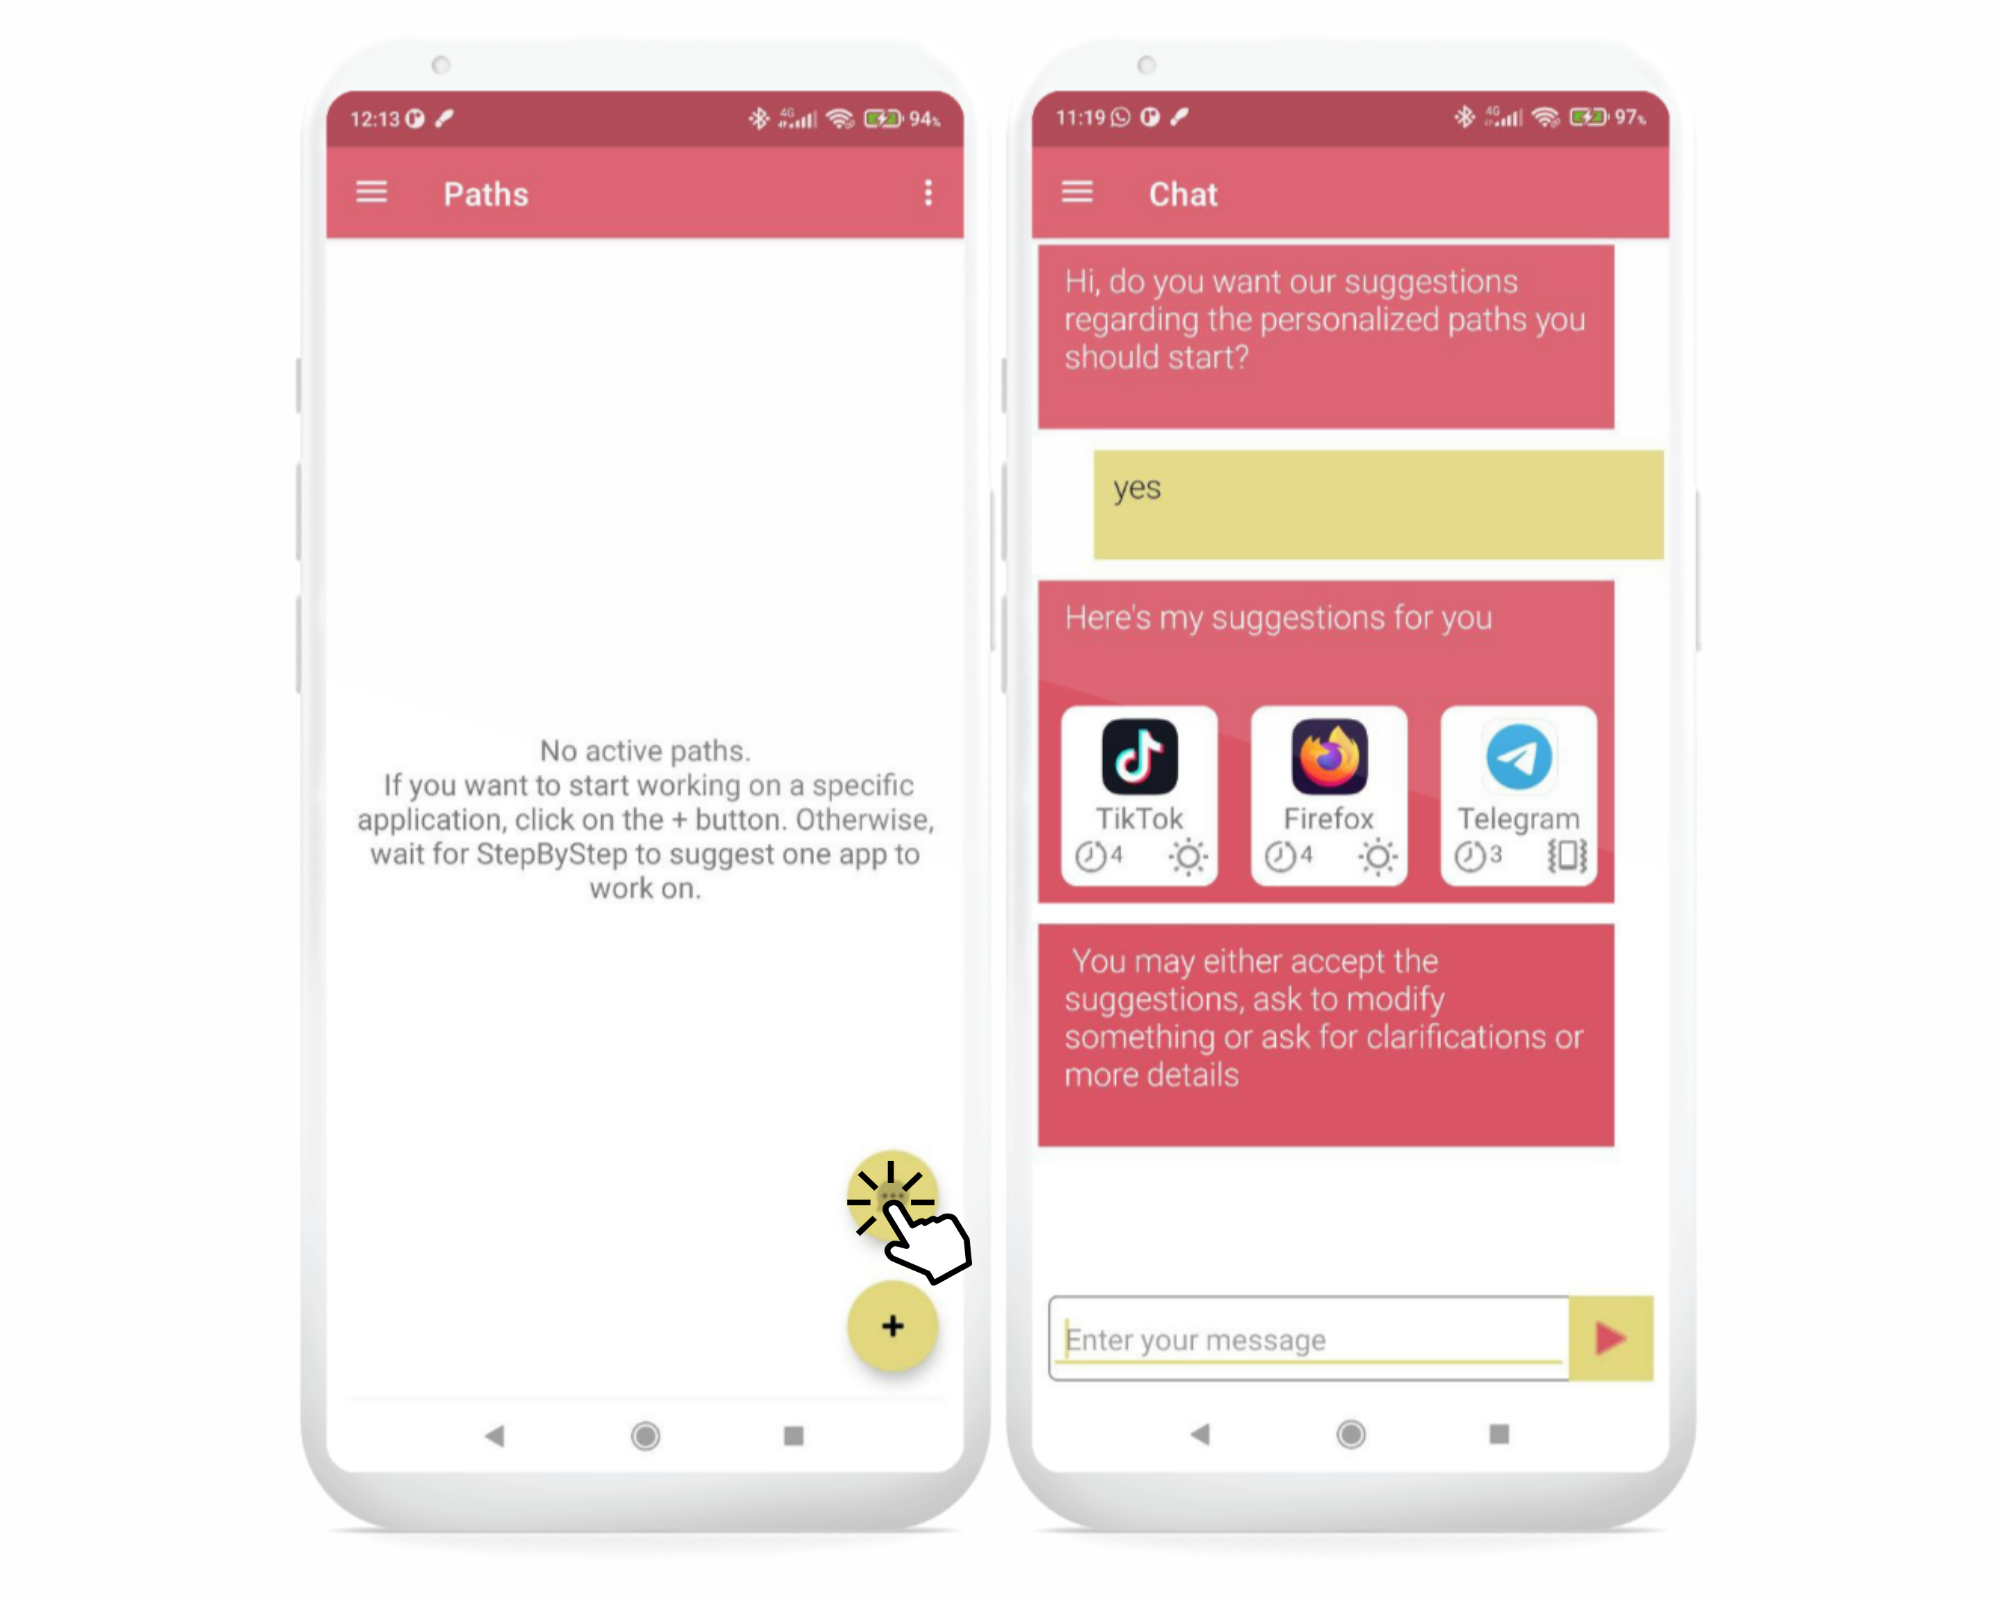 12:13
4G
94%
Paths
No active paths.
If you want to start working on a specific
application, click on the + button. Otherwise,
wait for StepByStep to suggest one app to
work on.
+
11:19
4G
97%
Chat
Hi, do you want our suggestions
regarding the personalized paths you
should start?
yes
Here's my suggestions for you
TikTok
Firefox
Telegram
4
4
3
You may either accept the
suggestions, ask to modify
something or ask for clarifications or
more details
Enter your message